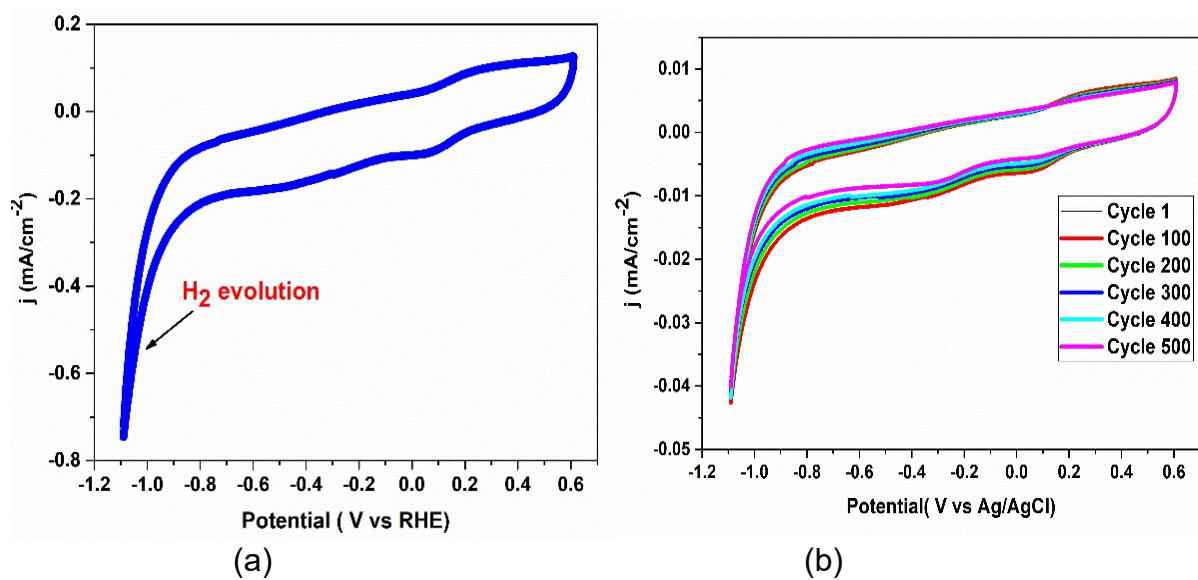 0.2
0.0
-0.2
-0.4
-0.6
-0.8
j (mA/cm⁻²)
H₂ evolution
-1.2 -1.0 -0.8 -0.6 -0.4 -0.2 0.0 0.2 0.4 0.6
Potential ( V vs RHE)
(a)
0.01
0.00
-0.01
-0.02
-0.03
-0.04
-0.05
j (mA/cm⁻²)
Cycle 1
Cycle 100
Cycle 200
Cycle 300
Cycle 400
Cycle 500
-1.2 -1.0 -0.8 -0.6 -0.4 -0.2 0.0 0.2 0.4 0.6
Potential( V vs Ag/AgCl)
(b)